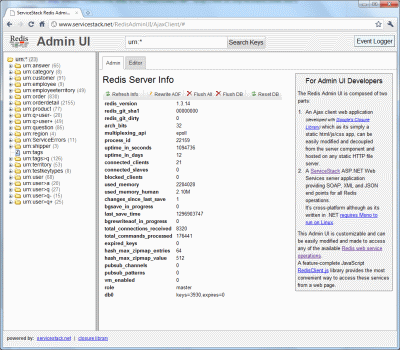 ServiceStack Redis Admi...
www.servicestack.net/RedisAdminUI/AjaxClient/#
Redis
Admin UI
urn:*
Search Keys
Event Logger
urn:* (23)
urn:answer (65)
urn:category (8)
urn:customer (91)
urn:employee (9)
urn:employeeterritory (49)
urn:order (830)
urn:orderdetail (2155)
urn:product (77)
urn:q>user- (28)
urn:q>user+ (49)
urn:question (85)
urn:region (4)
urn:ServiceErrors (11)
urn:shipper (3)
urn:tags
urn:tags>q (126)
urn:territory (53)
urn:testkeytypes (8)
urn:user (68)
urn:user>a (20)
urn:user>q (27)
urn:user>q- (15)
urn:user>q+ (26)
Admin
Editor
Redis Server Info
Refresh Info
Rewrite AOF
Flush All
Flush DB
Reset DB
redis_version 1.3.14
redis_git_sha1 00000000
redis_git_dirty 0
arch_bits 32
multiplexing_api epoll
process_id 22159
uptime_in_seconds 1094736
uptime_in_days 12
connected_clients 21
connected_slaves 0
blocked_clients 0
used_memory 2204028
used_memory_human 2.10M
changes_since_last_save 1
bgsave_in_progress 0
last_save_time 1296903747
bgrewriteaof_in_progress 0
total_connections_received 8320
total_commands_processed 176441
expired_keys 0
hash_max_zipmap_entries 64
hash_max_zipmap_value 512
pubsub_channels 0
pubsub_patterns 0
vm_enabled 0
role master
db0 keys=3930,expires=0
For Admin UI Developers
The Redis Admin UI is composed of two
parts:
1. An Ajax client web application
(developed with Google's Closure
Library) which as its simply a
static html/js/css app, can be
easily modified and decoupled
from the server component and
hosted on any static HTTP file
server.
2. A ServiceStack ASP.NET Web
Services server application
providing SOAP, XML and JSON
end points for all Redis
operations.
It's cross-platform although as its
written in .NET requires Mono to
run on Linux.
This Admin UI is customizable and can
be easily modified and made to access
any of the available Redis web service
operations.
A feature-complete JavaScript
RedisClient.js library provides the most
convenient way to access these services
from a web page.
powered by: servicestack.net | closure library